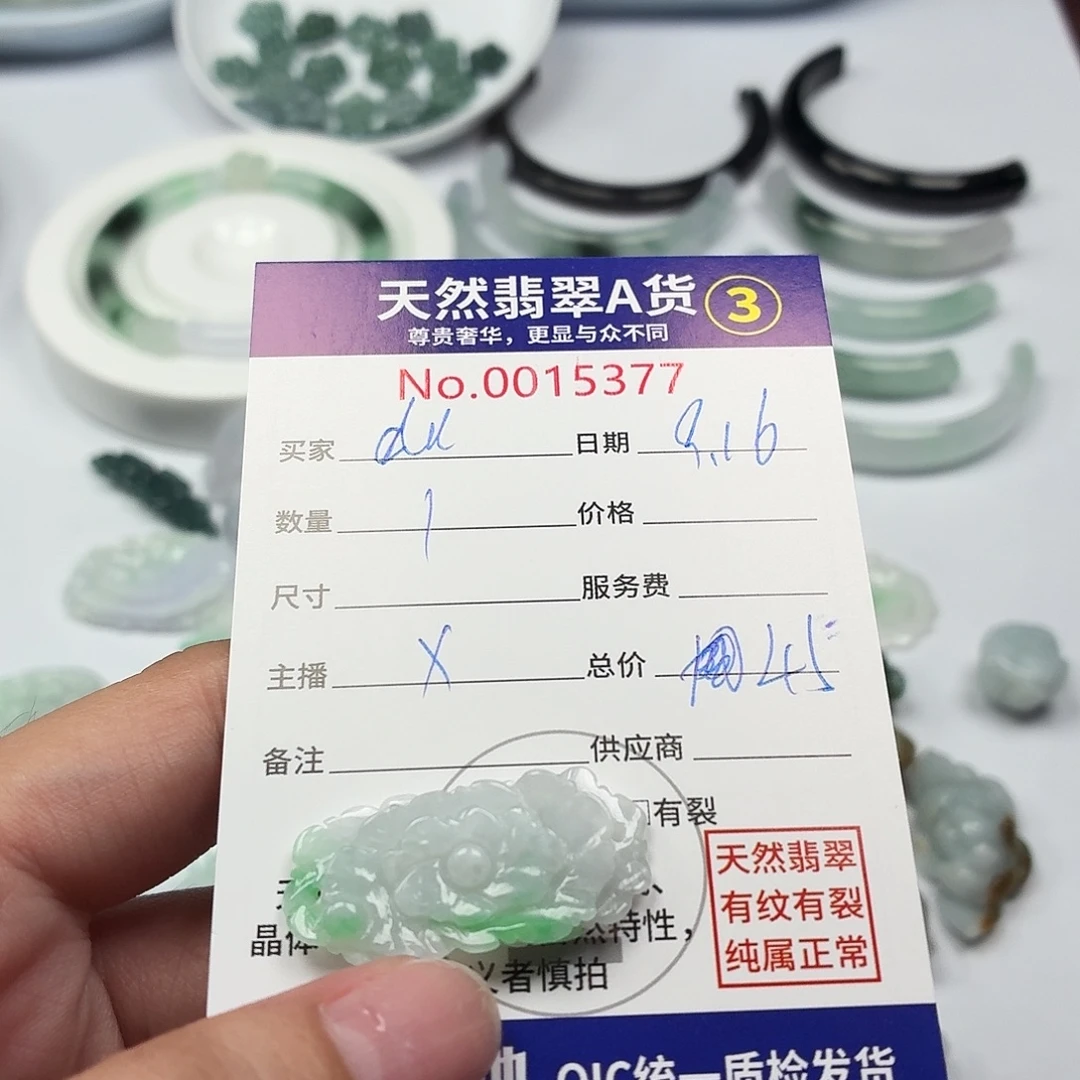 天然翡翠A货 3
尊贵奢华，更显与众不同
No.0015377
买家 du 日期 9.16
数量 1 价格
尺寸 服务费
主播 X 总价 45
备注 供应商
有裂
天然翡翠
有纹有裂
纯属正常
晶体 特性，
者慎拍
QIC统一质检发货